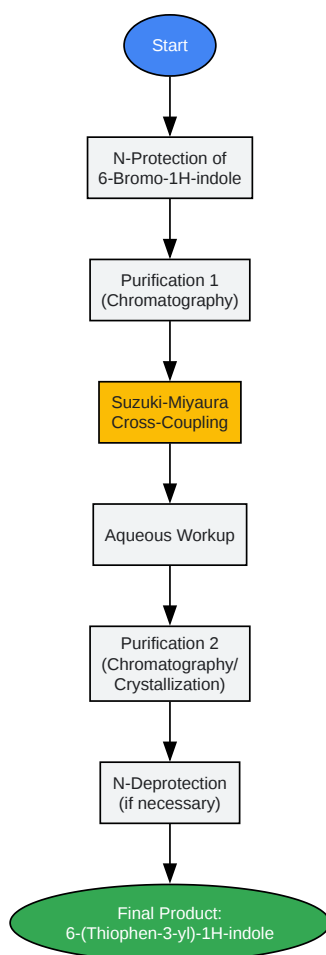 Start
N-Protection of
6-Bromo-1H-indole
Purification 1
(Chromatography)
Suzuki-Miyaura
Cross-Coupling
Aqueous Workup
Purification 2
(Chromatography/
Crystallization)
N-Deprotection
(if necessary)
Final Product:
6-(Thiophen-3-yl)-1H-indole